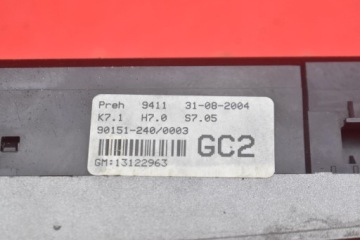 Preh 9411 31-08-2004
K7.1 H7.0 S7.05
90151-240/0003
GC2
GM:13122963